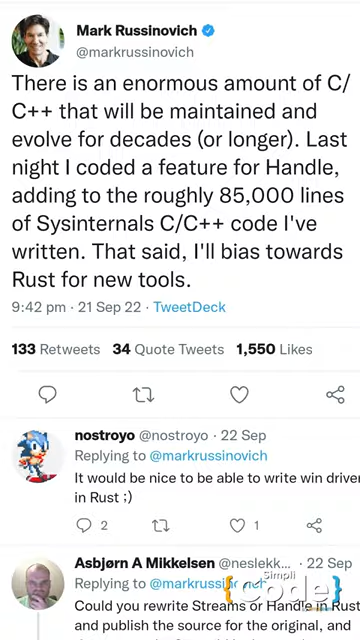 Mark Russinovich
@markrussinovich
There is an enormous amount of C/
C++ that will be maintained and
evolve for decades (or longer). Last
night I coded a feature for Handle,
adding to the roughly 85,000 lines
of Sysinternals C/C++ code I've
written. That said, I'll bias towards
Rust for new tools.
9:42 pm · 21 Sep 22 · TweetDeck
133 Retweets 34 Quote Tweets 1,550 Likes
nostroyo @nostroyo · 22 Sep
Replying to @markrussinovich
It would be nice to be able to write win drive
in Rust ;)
2 1
Asbjørn A Mikkelsen @neslekk... · 22 Sep
Replying to @markrussinovich
Simpli
{Code}
Could you rewrite Streams or Handle in Rust
and publish the source for the original, and